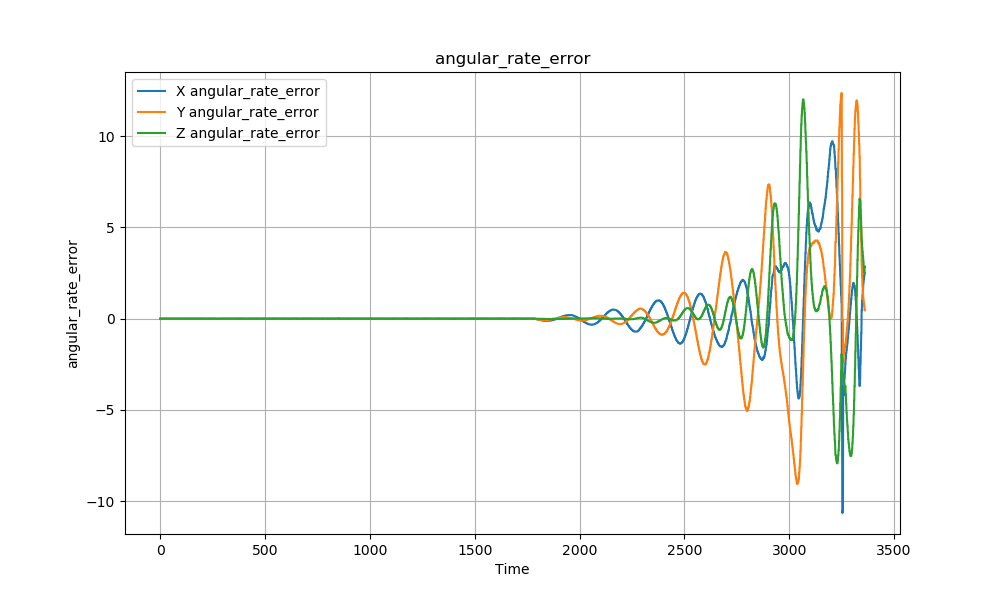 angular_rate_error
X angular_rate_error
Y angular_rate_error
Z angular_rate_error
angular_rate_error
10
5
0
−5
−10
0 500 1000 1500 2000 2500 3000 3500
Time